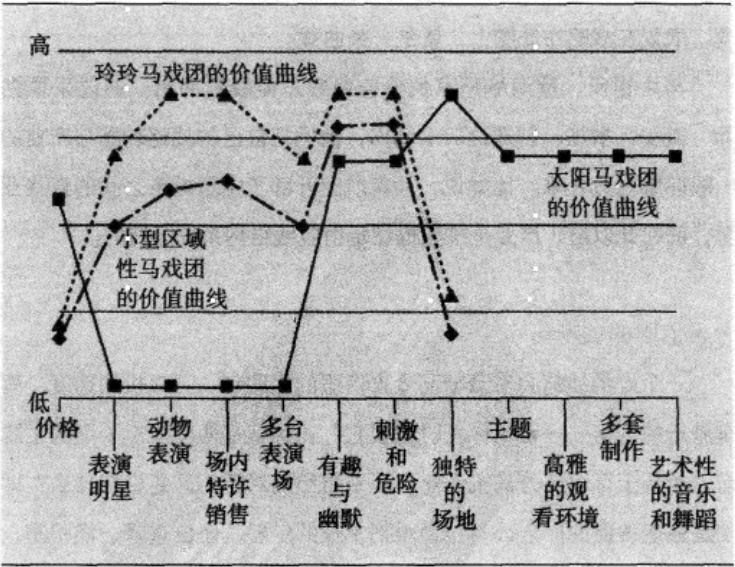 高
玲玲马戏团的价值曲线
太阳马戏团
的价值曲线
小型区域
性马戏团
的价值曲线
低
价格
表演
明星
动物
表演
场内
特许
销售
多台
表演
场
有趣
与
幽默
刺激
和
危险
独特
的
场地
主题
高雅
的观
看环境
多套
制作
艺术性
的音乐
和舞蹈